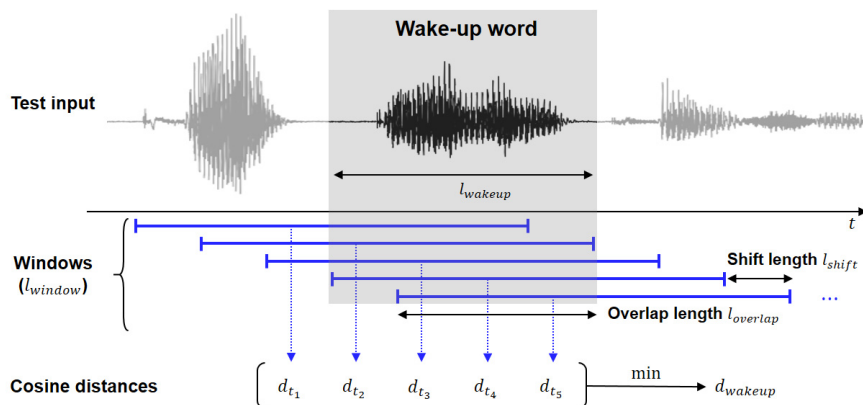 Wake-up word
Test input
l_wakeup
t
Windows
(l_window)
Shift length l_shift
...
Overlap length l_overlap
Cosine distances
d_t1 d_t2 d_t3 d_t4 d_t5
min
d_wakeup